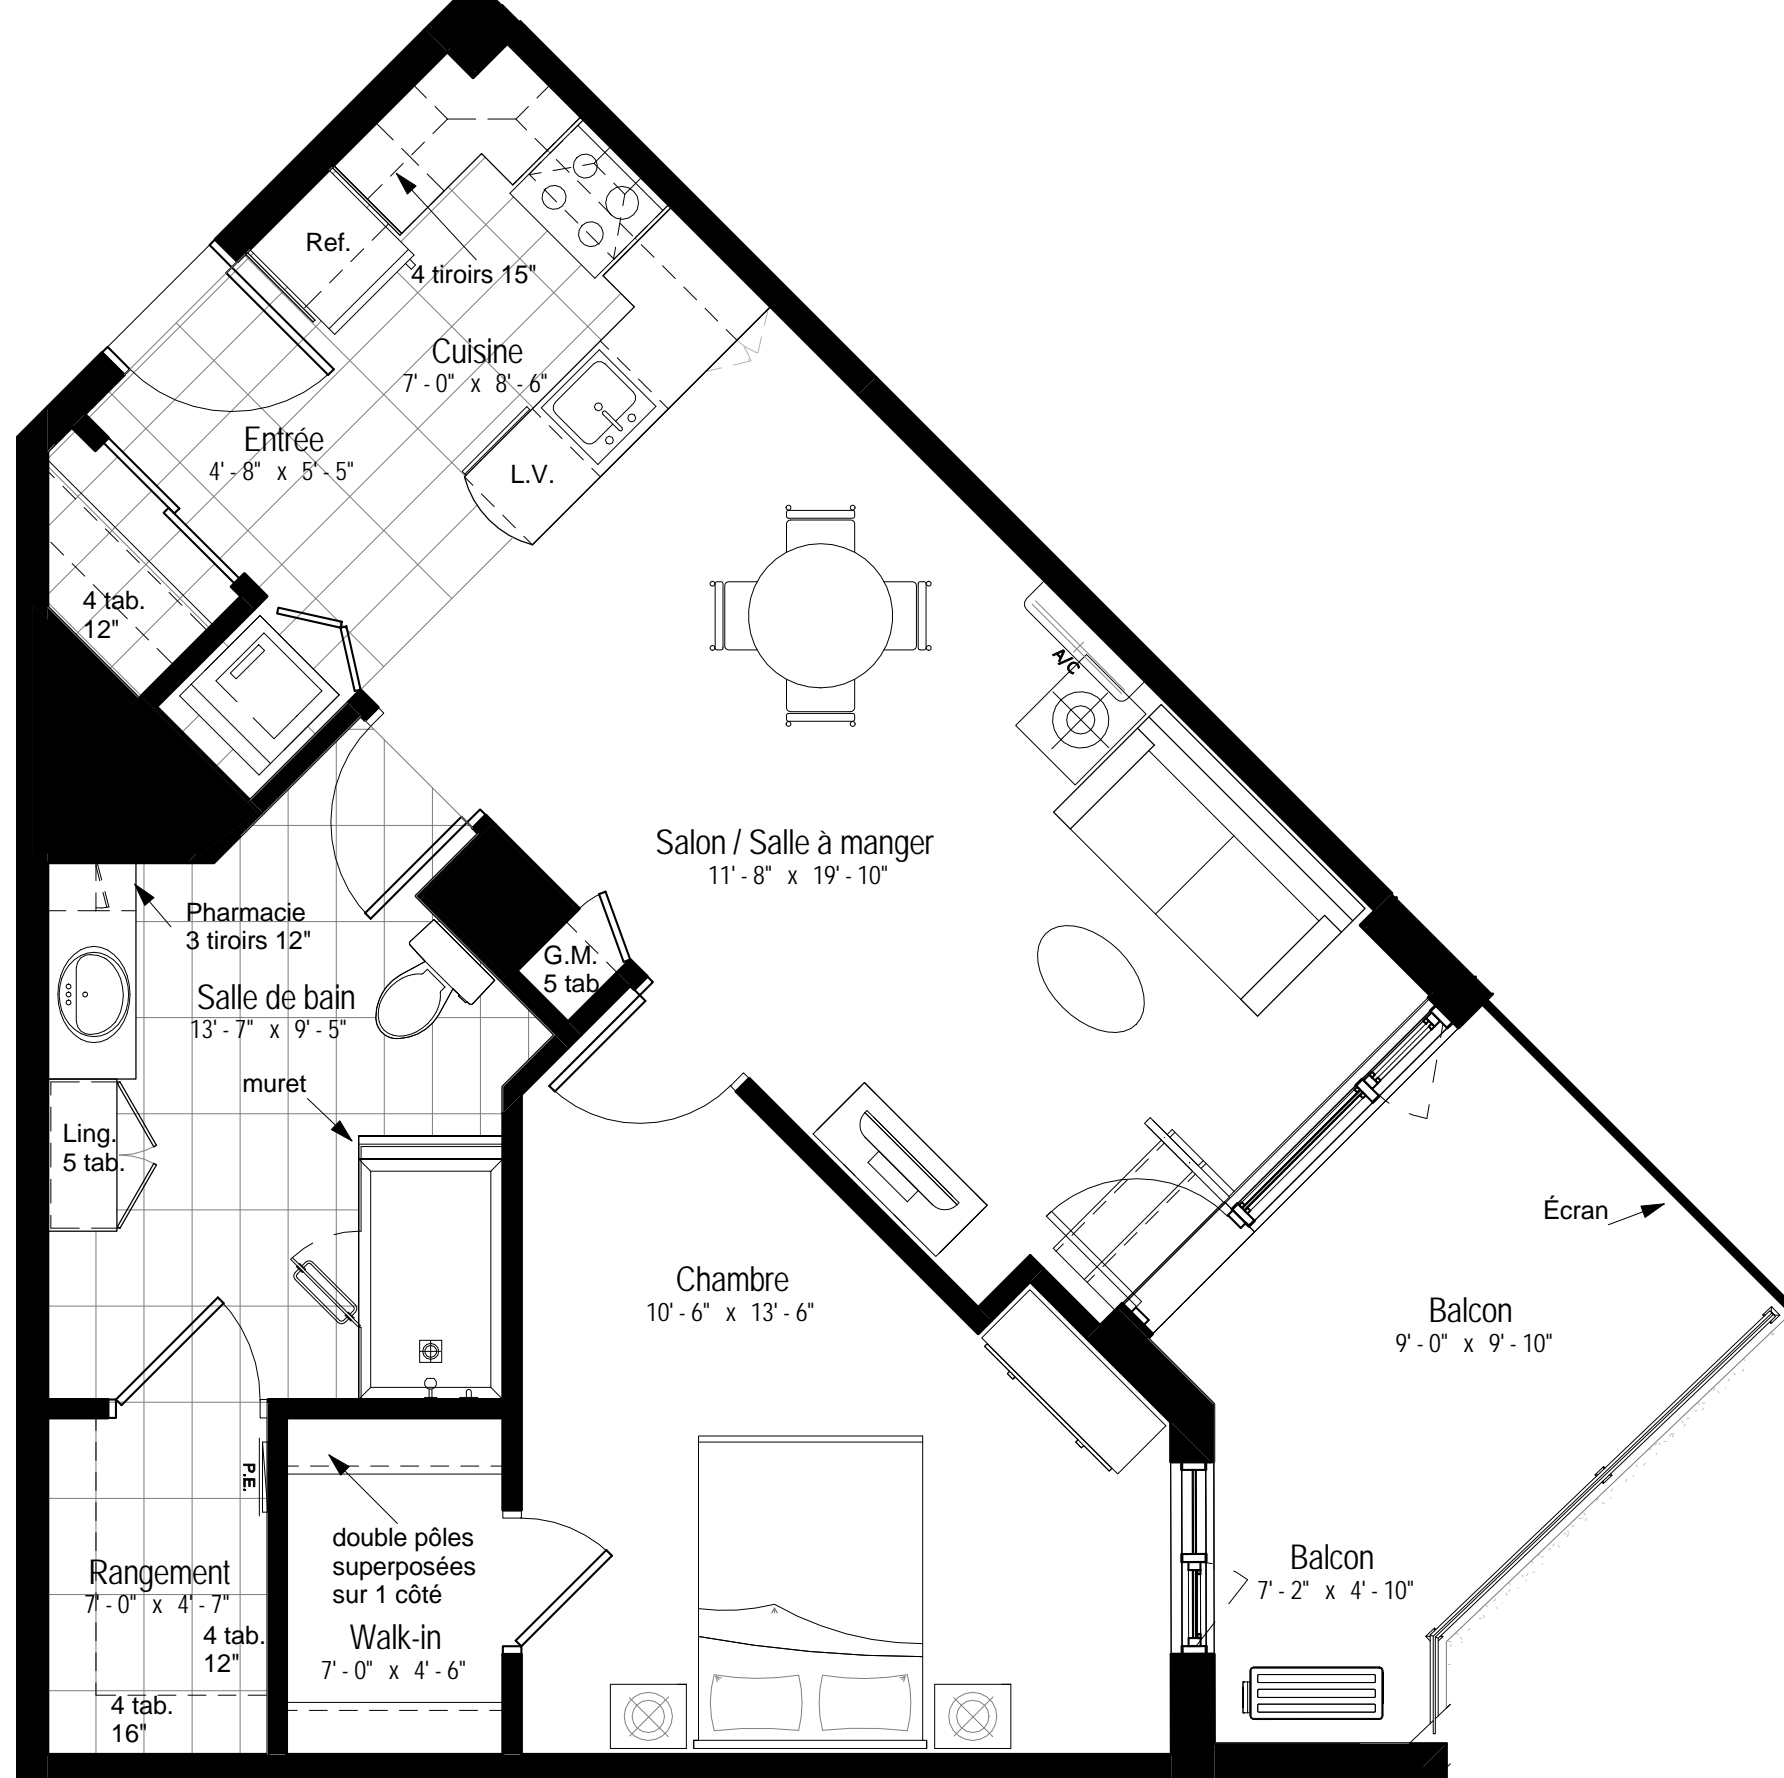 Ref.
4 tiroirs 15"
Cuisine
7' - 0" x 8' - 6"
Entrée
4' - 8" x 5' - 5"
L.V.
4 tab.
12"
A/C
Salon / Salle à manger
11' - 8" x 19' - 10"
Pharmacie
3 tiroirs 12"
G.M.
5 tab
Salle de bain
13' - 7" x 9' - 5"
muret
Ling.
5 tab.
Écran
Chambre
10' - 6" x 13' - 6"
Balcon
9' - 0" x 9' - 10"
P.E.
double pôles
superposées
sur 1 côté
Rangement
7' - 0" x 4' - 7"
4 tab.
12"
Walk-in
7' - 0" x 4' - 6"
Balcon
7' - 2" x 4' - 10"
4 tab.
16"